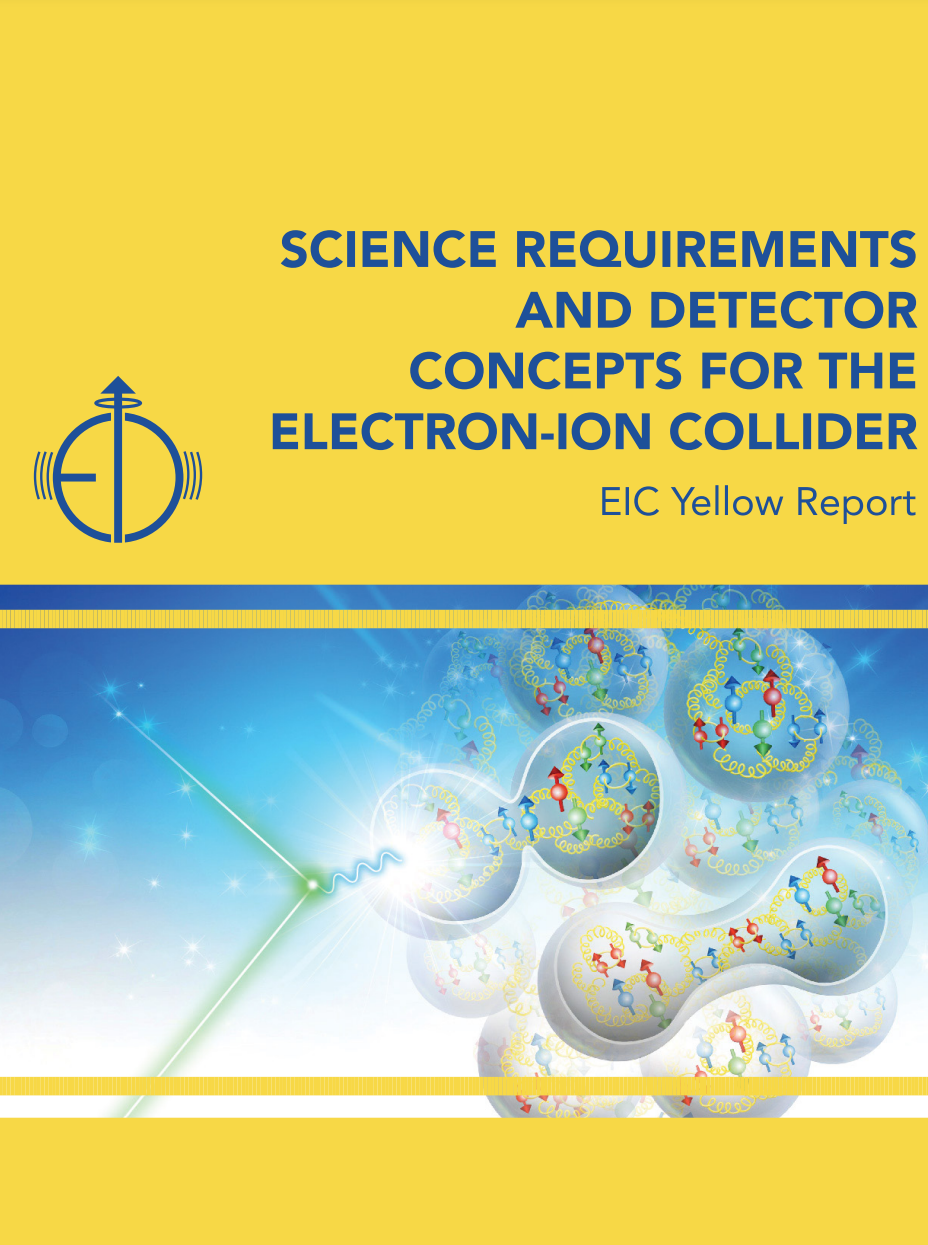 SCIENCE REQUIREMENTS
AND DETECTOR
CONCEPTS FOR THE
ELECTRON-ION COLLIDER
EIC Yellow Report